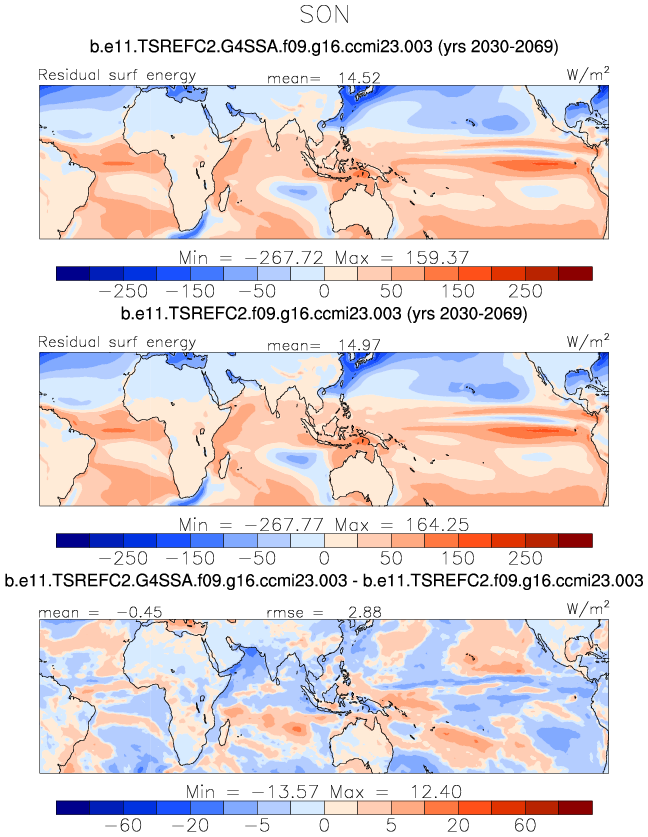 SON
b.e11.TSREFC2.G4SSA.f09.g16.ccmi23.003 (yrs 2030-2069)
Residual surf energy mean= 14.52 W/m²
Min = −267.72 Max = 159.37
−250 −150 −50 0 50 150 250
b.e11.TSREFC2.f09.g16.ccmi23.003 (yrs 2030-2069)
Residual surf energy mean= 14.97 W/m²
Min = −267.77 Max = 164.25
−250 −150 −50 0 50 150 250
b.e11.TSREFC2.G4SSA.f09.g16.ccmi23.003 - b.e11.TSREFC2.f09.g16.ccmi23.003
mean = −0.45 rmse = 2.88 W/m²
Min = −13.57 Max = 12.40
−60 −20 −5 0 5 20 60